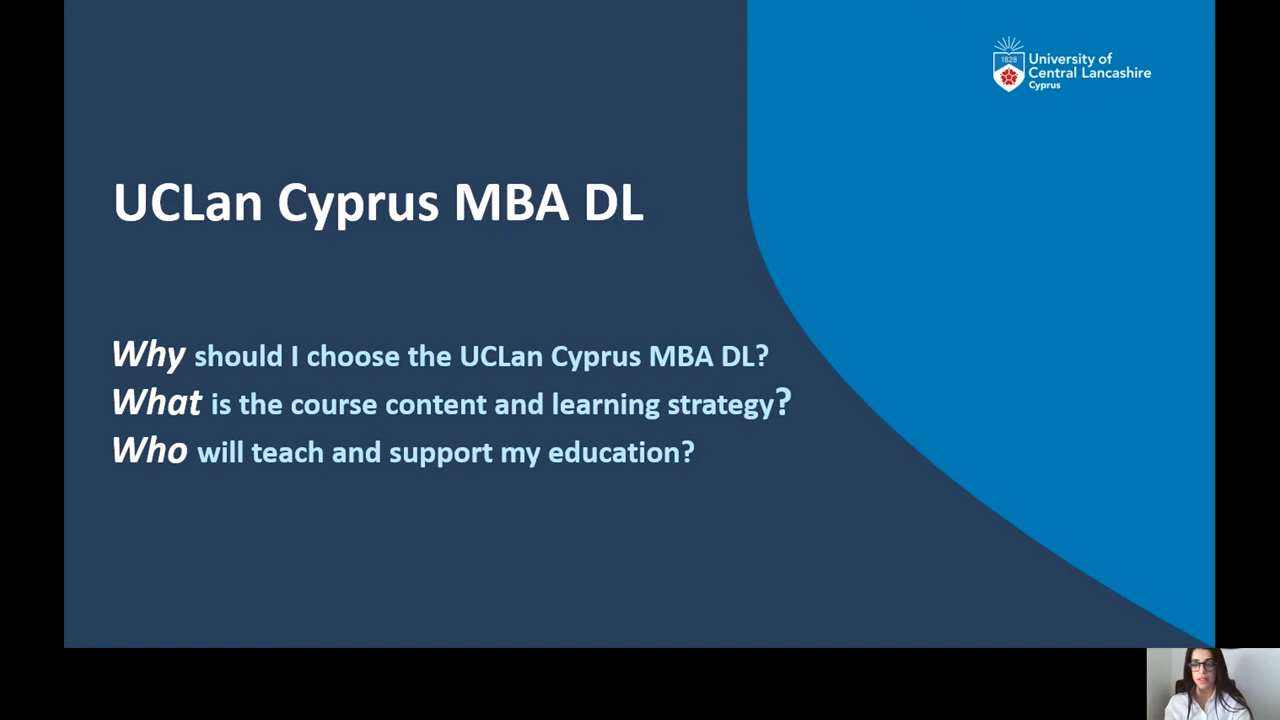 1828
University of
Central Lancashire
Cyprus
UCLan Cyprus MBA DL
Why should I choose the UCLan Cyprus MBA DL?
What is the course content and learning strategy?
Who will teach and support my education?